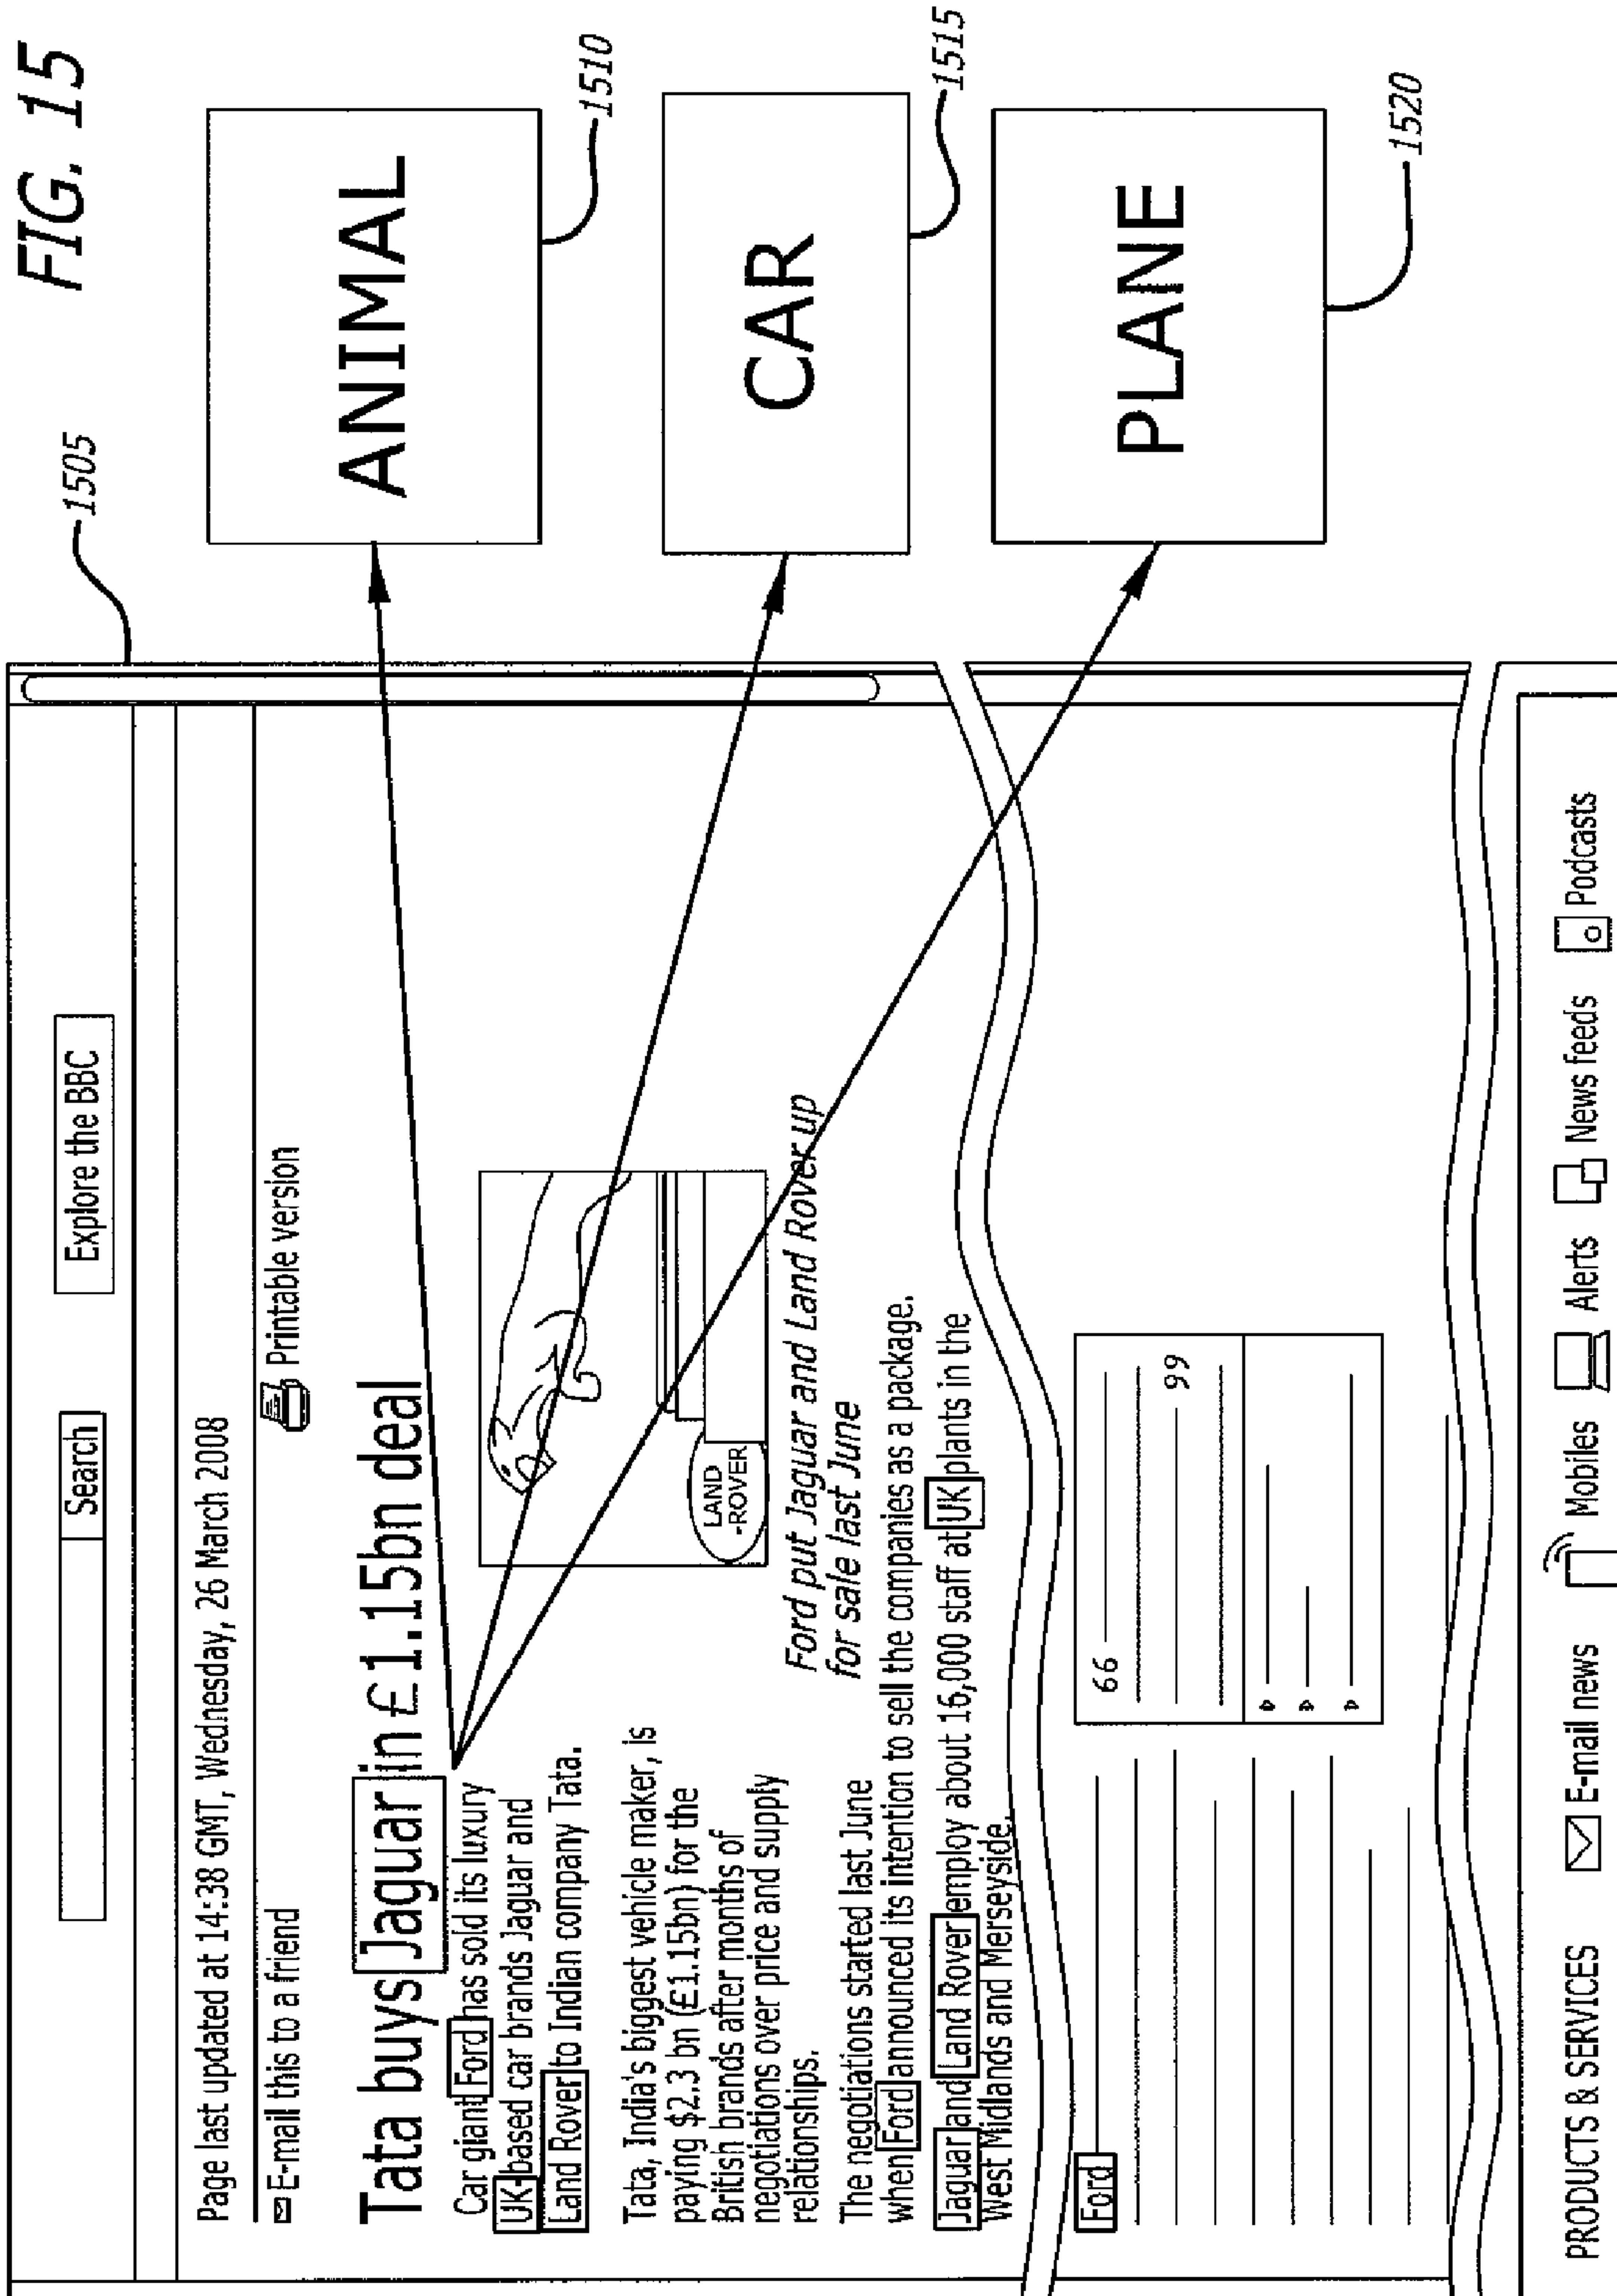 FIG. 15
1505
Search
Explore the BBC
Page last updated at 14:38 GMT, Wednesday, 26 March 2008
E-mail this to a friend
Printable version
Tata buys Jaguar in £1.15bn deal
Car giant Ford has sold its luxury
UK-based car brands Jaguar and
Land Rover to Indian company Tata.
Tata, India's biggest vehicle maker, is
paying $2.3 bn (£1.15bn) for the
British brands after months of
negotiations over price and supply
relationships.
LAND
-ROVER
Ford put Jaguar and Land Rover up
for sale last June
The negotiations started last June
when Ford announced its intention to sell the companies as a package.
Jaguar and Land Rover employ about 16,000 staff at UK plants in the
West Midlands and Merseyside.
Ford
66
99
PRODUCTS & SERVICES
E-mail news
Mobiles
Alerts
News feeds
Podcasts
ANIMAL
1510
CAR
1515
PLANE
1520